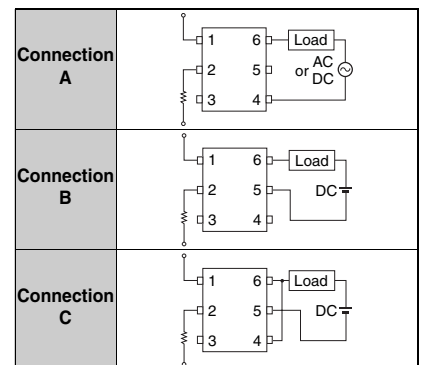 Connection
A
1 6 Load
2 5 or AC
DC
3 4
Connection
B
1 6 Load
2 5 DC
3 4
Connection
C
1 6 Load
2 5 DC
3 4